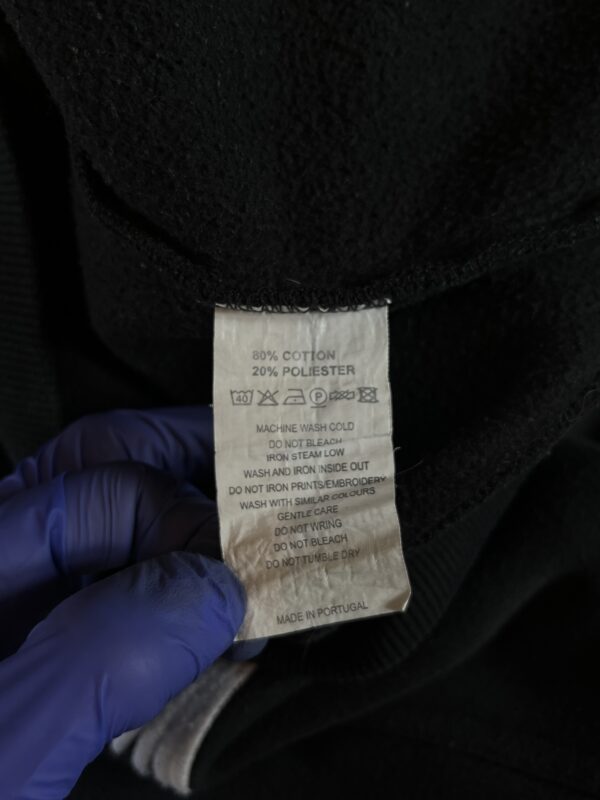 80% COTTON
20% POLIESTER
40 P
MACHINE WASH COLD
DO NOT BLEACH
IRON STEAM LOW
WASH AND IRON INSIDE OUT
DO NOT IRON PRINTS/EMBROIDERY
WASH WITH SIMILAR COLOURS
GENTLE CARE
DO NOT WRING
DO NOT BLEACH
DO NOT TUMBLE DRY
MADE IN PORTUGAL